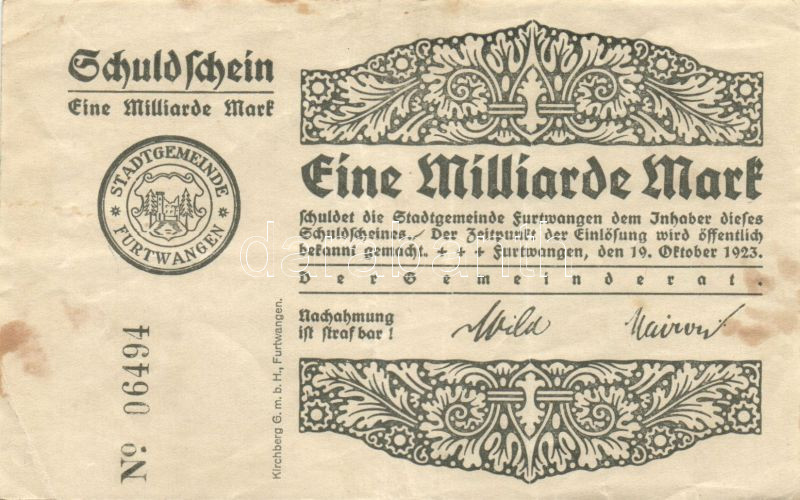 Schuldschein
Eine Milliarde Mark
STADTGEMEINDE
FURTWANGEN
Nº 06494
Kirchberg G. m. b. H., Furtwangen.
Eine Milliarde Mark
schuldet die Stadtgemeinde Furtwangen dem Inhaber dieses
Schuldscheines. Der Zeitpunkt der Einlösung wird öffentlich
bekannt gemacht. + + + Furtwangen, den 19. Oktober 1923.
Der Gemeinderat.
Nachahmung
ist strafbar!
Wild
darabanth